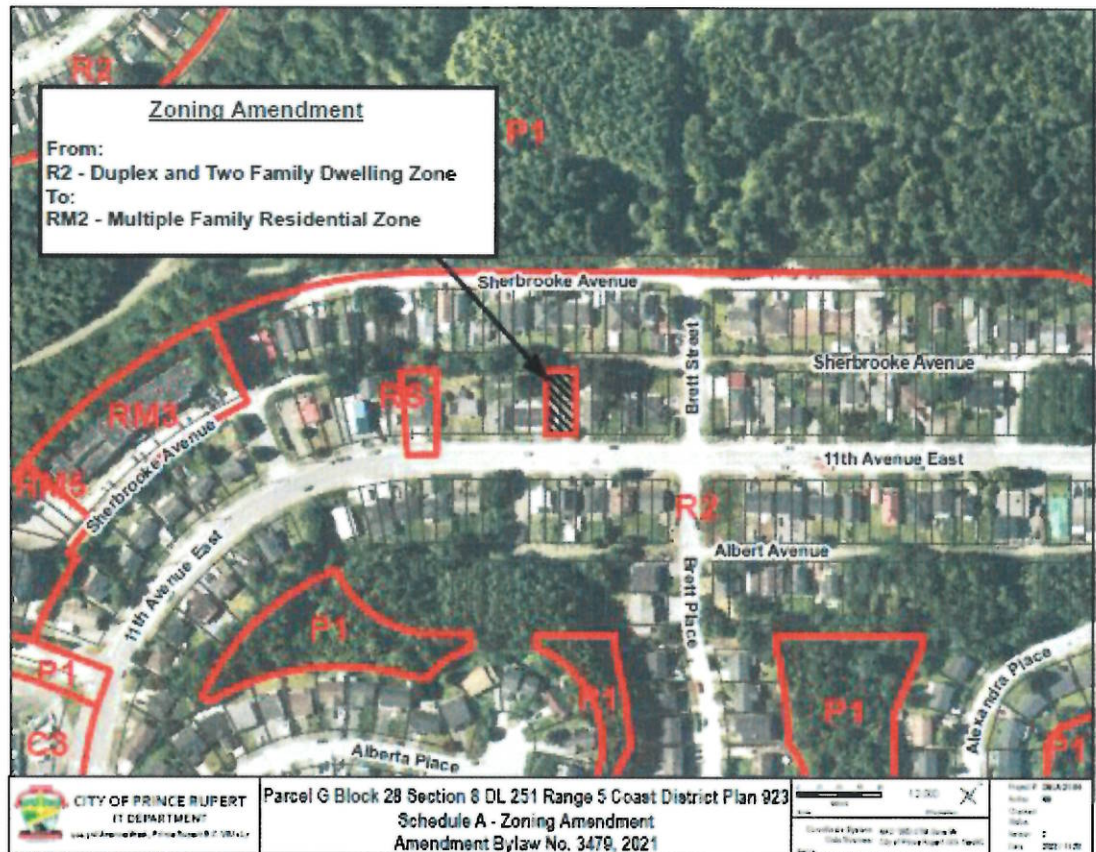 R2
Zoning Amendment
From:
R2 - Duplex and Two Family Dwelling Zone
To:
RM2 - Multiple Family Residential Zone
P1
Sherbrooke Avenue
Brett Street
Sherbrooke Avenue
RM3
Sherbrooke Avenue
11th Avenue East
RM5
R2
Albert Avenue
11th Avenue East
Brett Place
P1
P1
P1
P1
Alexandra Place
P1
C3
Alberta Place
CITY OF PRINCE RUPERT
IT DEPARTMENT
Parcel G Block 28 Section 8 DL 251 Range 5 Coast District Plan 923
Schedule A - Zoning Amendment
Amendment Bylaw No. 3479, 2021